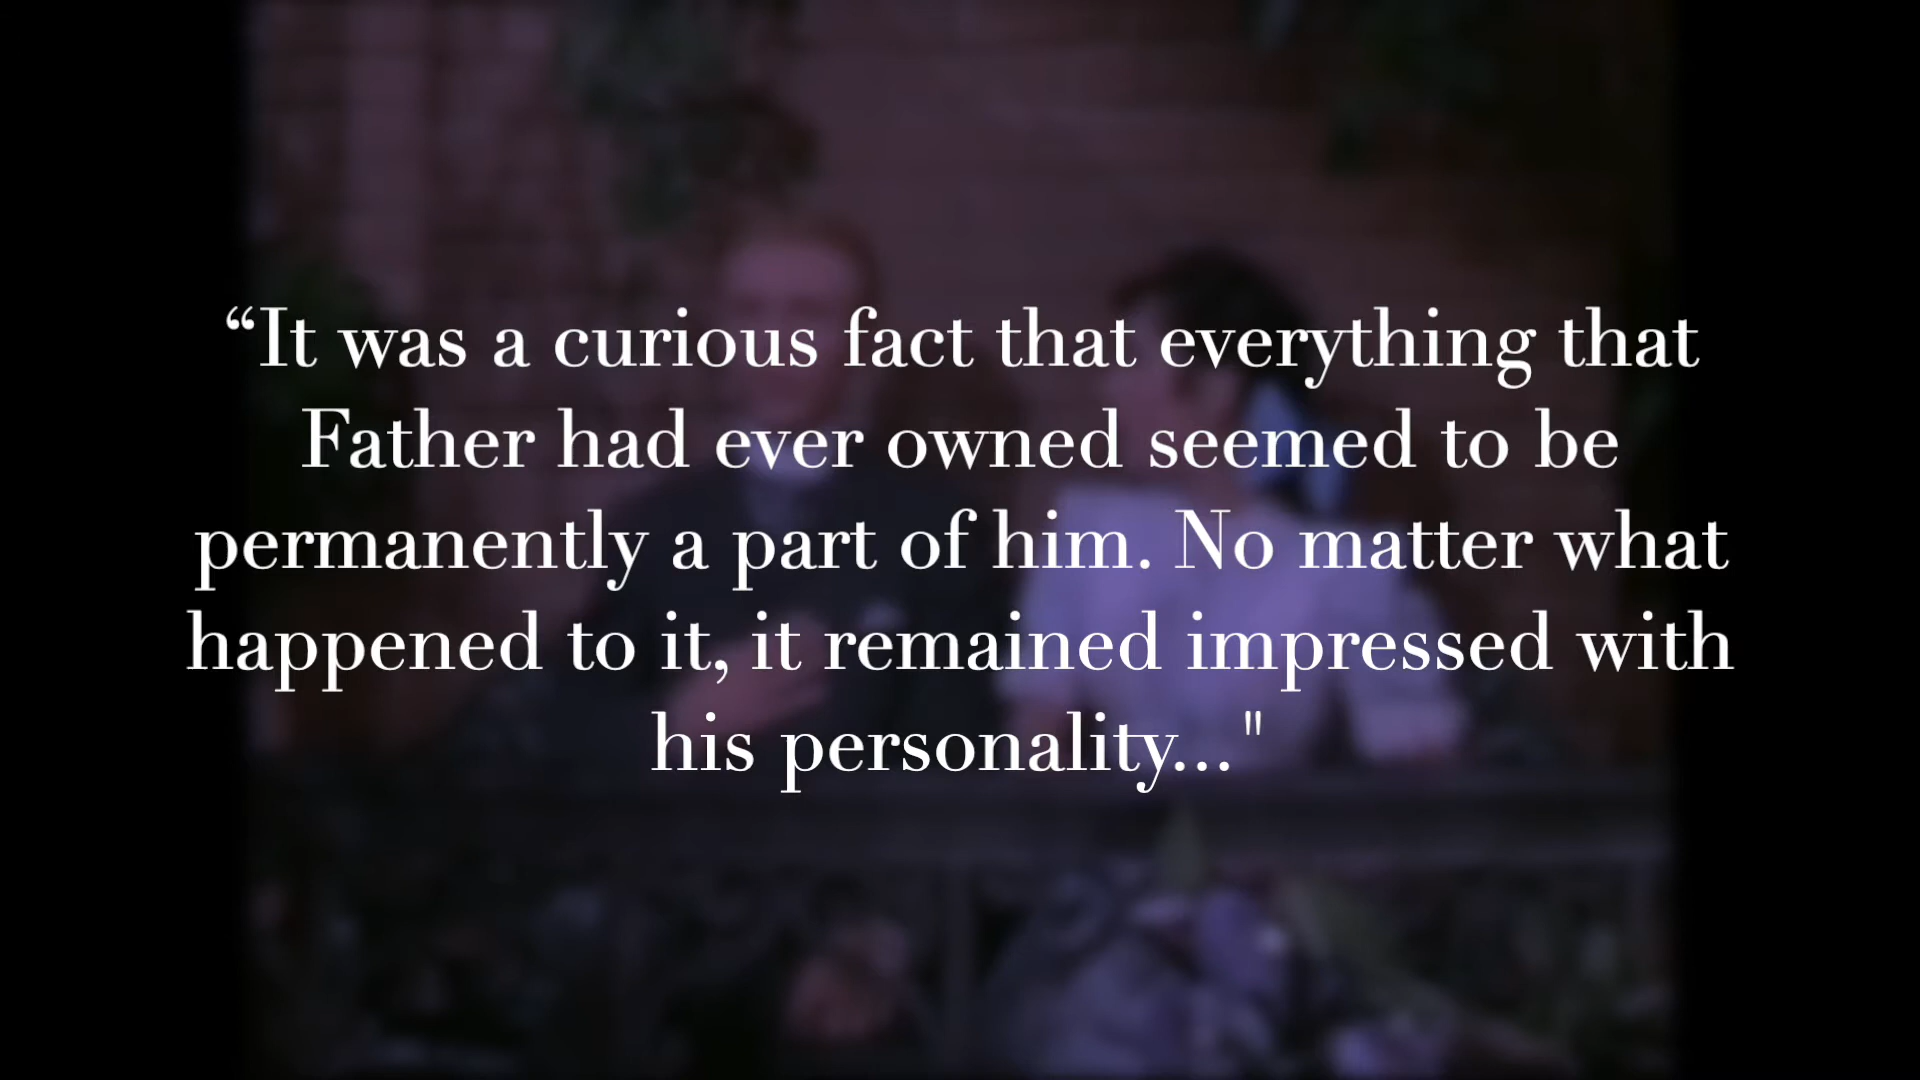 “It was a curious fact that everything that
Father had ever owned seemed to be
permanently a part of him. No matter what
happened to it, it remained impressed with
his personality..."